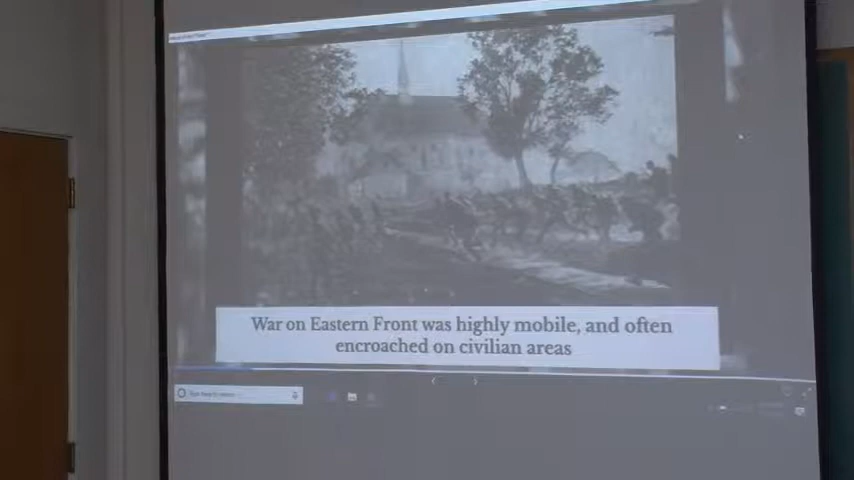 War on Eastern Front was highly mobile, and often
encroached on civilian areas